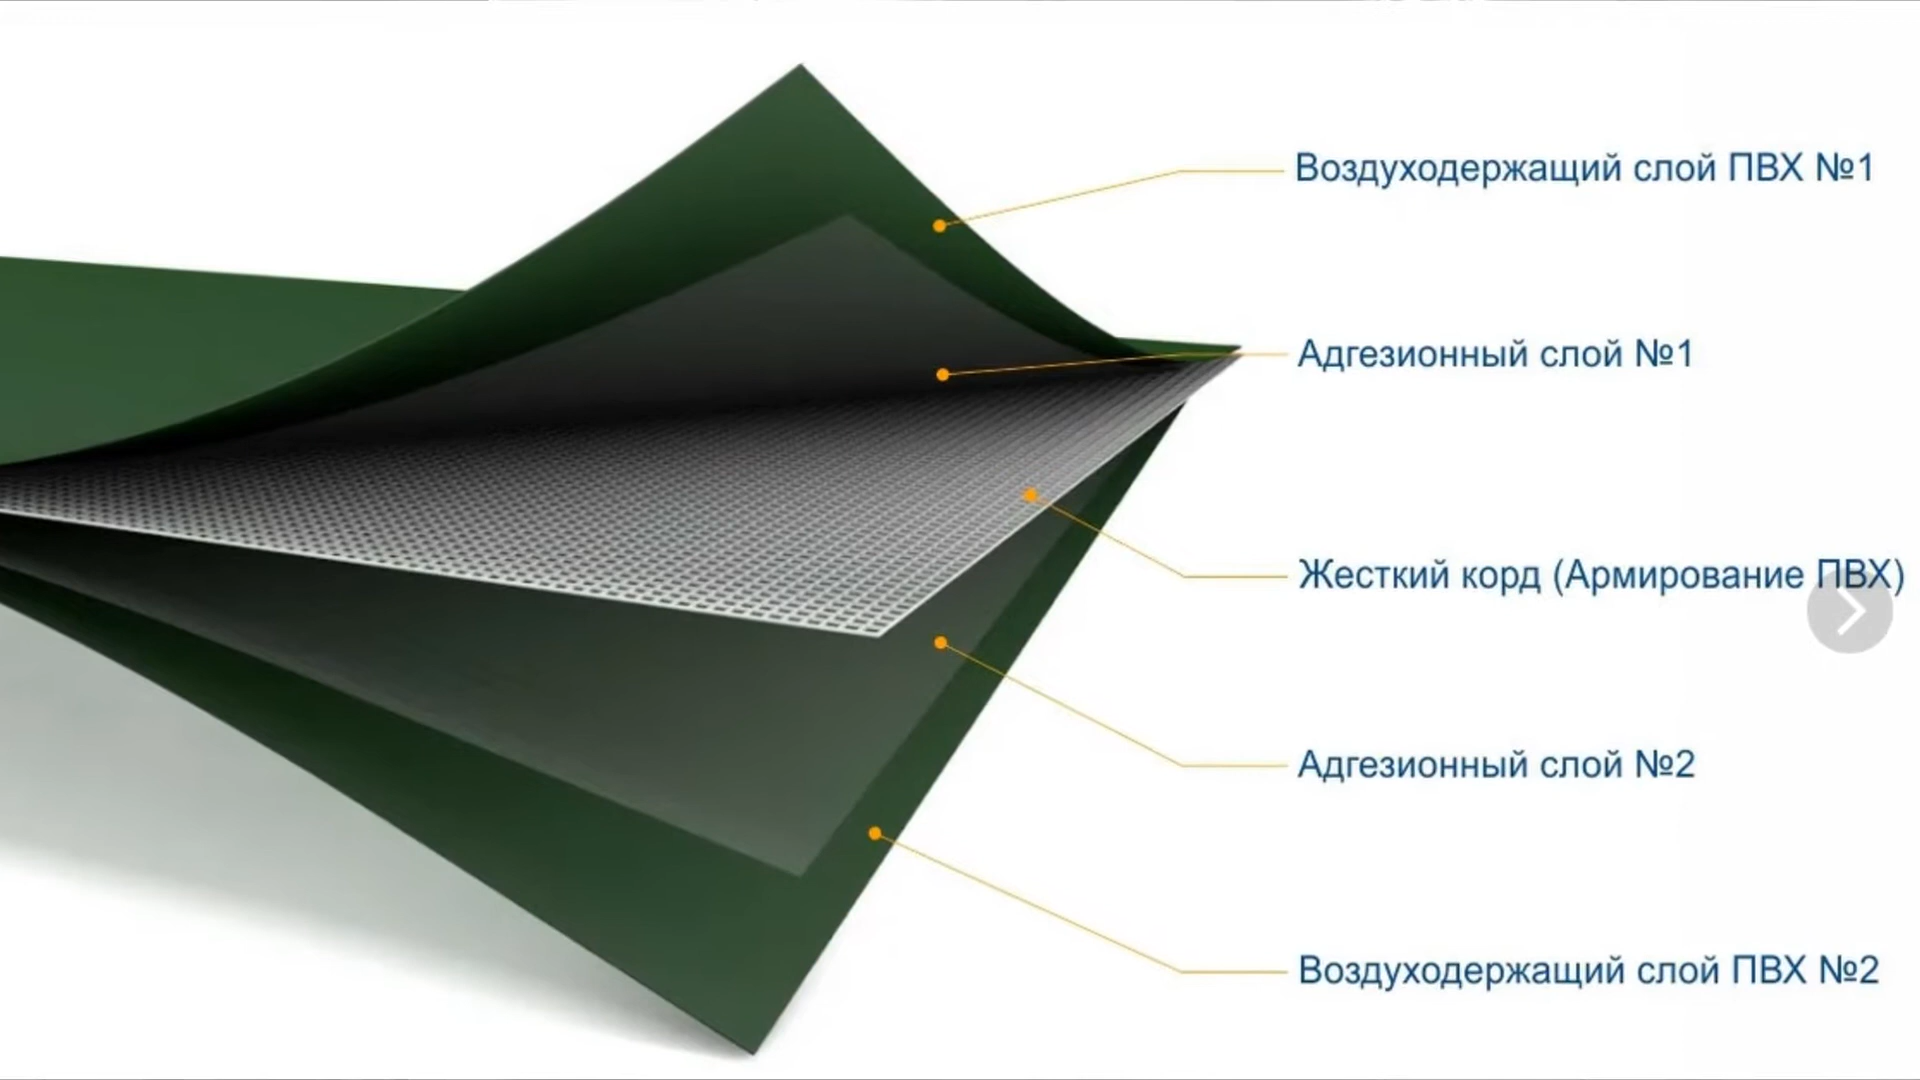 Воздуходержащий слой ПВХ №1
Адгезионный слой №1
Жесткий корд (Армирование ПВХ)
Адгезионный слой №2
Воздуходержащий слой ПВХ №2